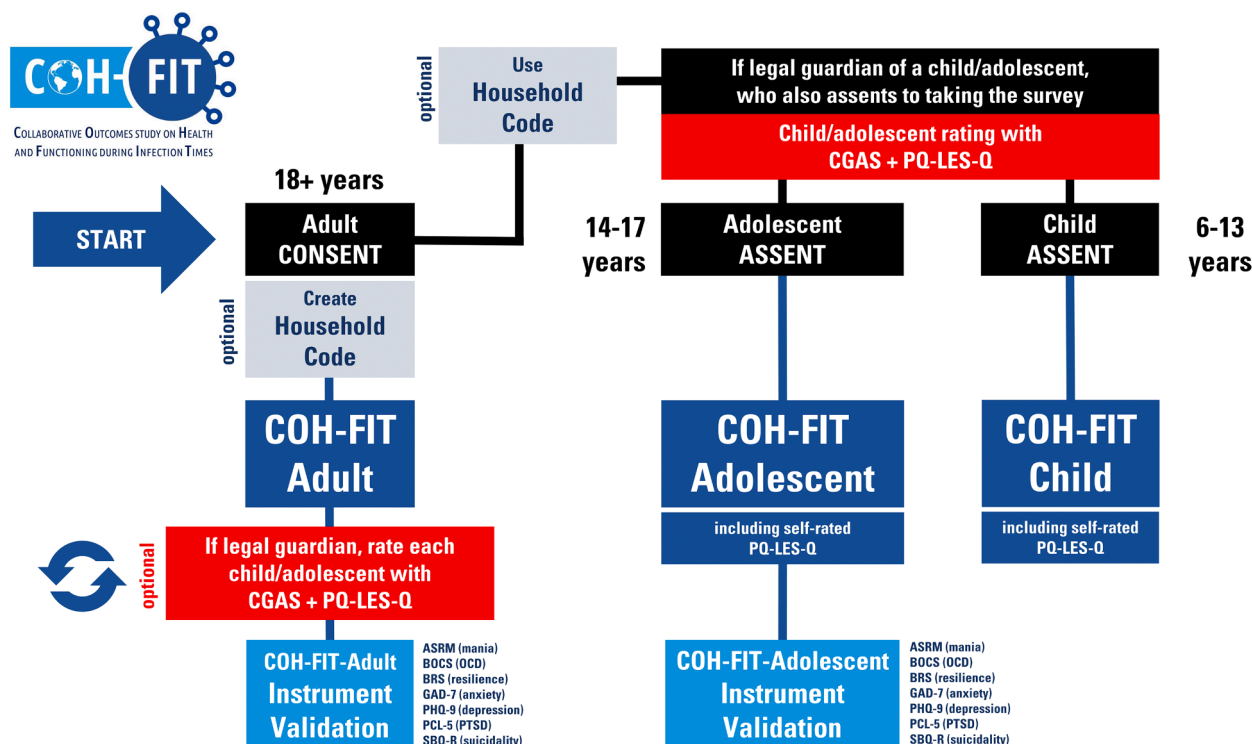 COH-FIT
COLLABORATIVE OUTCOMES STUDY ON HEALTH
AND FUNCTIONING DURING INFECTION TIMES
START
18+ years
Adult
CONSENT
optional
Create
Household
Code
optional
Use
Household
Code
If legal guardian of a child/adolescent,
who also assents to taking the survey
Child/adolescent rating with
CGAS + PQ-LES-Q
14-17
years
Adolescent
ASSENT
Child
ASSENT
6-13
years
COH-FIT
Adult
COH-FIT
Adolescent
including self-rated
PQ-LES-Q
COH-FIT
Child
including self-rated
PQ-LES-Q
optional
If legal guardian, rate each
child/adolescent with
CGAS + PQ-LES-Q
COH-FIT-Adult
Instrument
Validation
ASRM (mania)
BOCS (OCD)
BRS (resilience)
GAD-7 (anxiety)
PHQ-9 (depression)
PCL-5 (PTSD)
SBQ-R (suicidality)
COH-FIT-Adolescent
Instrument
Validation
ASRM (mania)
BOCS (OCD)
BRS (resilience)
GAD-7 (anxiety)
PHQ-9 (depression)
PCL-5 (PTSD)
SBQ-R (suicidality)